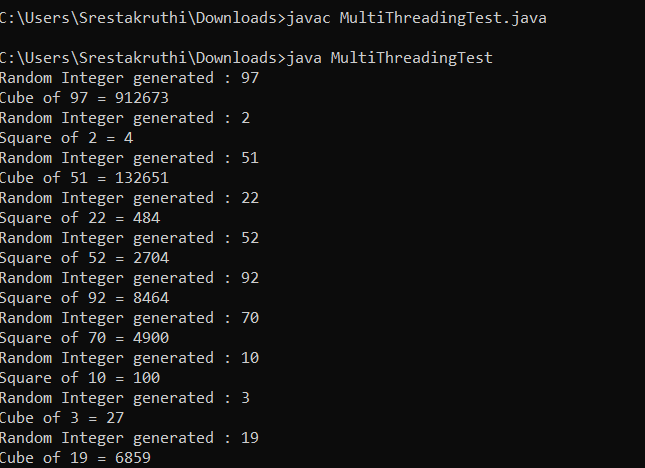 C:\Users\Srestakruthi\Downloads>javac MultiThreadingTest.java
C:\Users\Srestakruthi\Downloads>java MultiThreadingTest
Random Integer generated : 97
Cube of 97 = 912673
Random Integer generated : 2
Square of 2 = 4
Random Integer generated : 51
Cube of 51 = 132651
Random Integer generated : 22
Square of 22 = 484
Random Integer generated : 52
Square of 52 = 2704
Random Integer generated : 92
Square of 92 = 8464
Random Integer generated : 70
Square of 70 = 4900
Random Integer generated : 10
Square of 10 = 100
Random Integer generated : 3
Cube of 3 = 27
Random Integer generated : 19
Cube of 19 = 6859